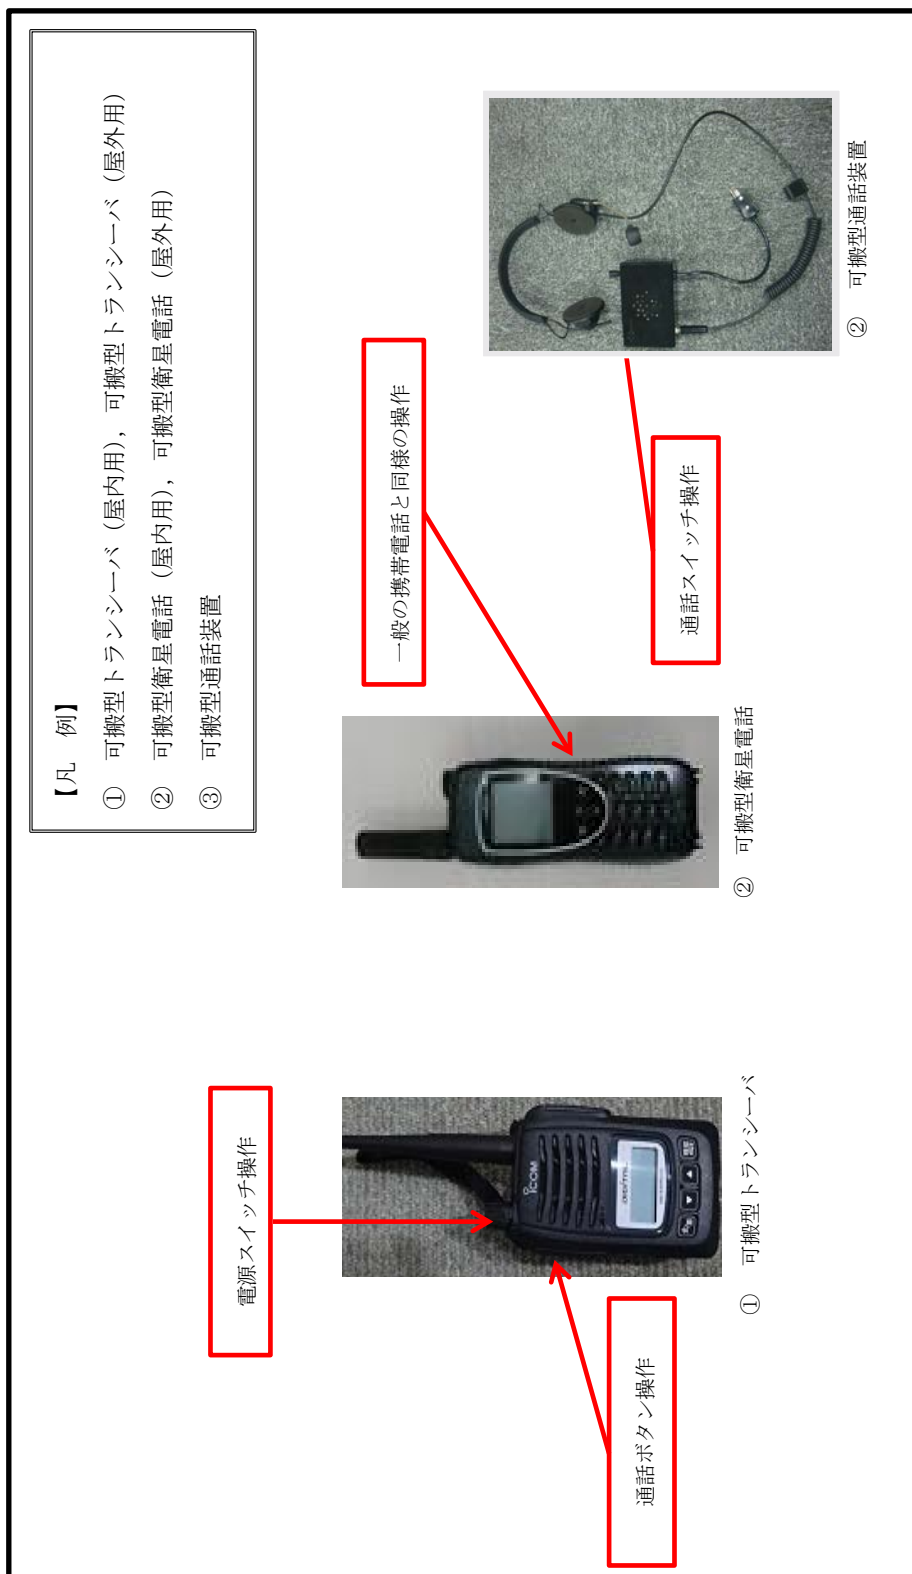 【凡　例】
①　可搬型トランシーバ（屋内用），可搬型トランシーバ（屋外用）
②　可搬型衛星電話（屋内用），可搬型衛星電話（屋外用）
③　可搬型通話装置
電源スイッチ操作
通話ボタン操作
iCOM
DIGITAL
①　可搬型トランシーバ
一般の携帯電話と同様の操作
②　可搬型衛星電話
通話スイッチ操作
②　可搬型通話装置